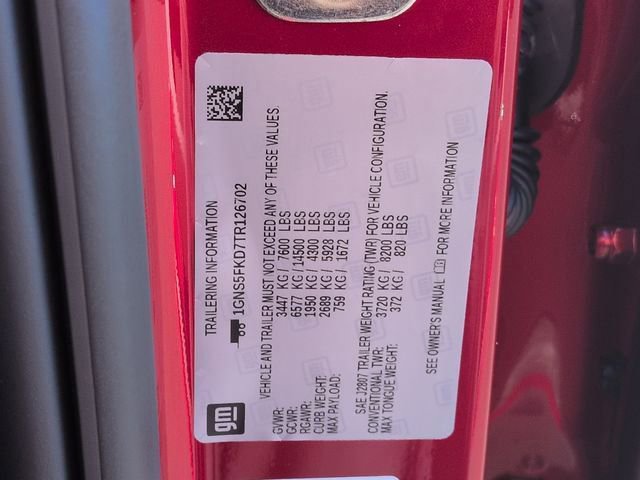 gm
TRAILERING INFORMATION
1GNS5FKD7TR126702
VEHICLE AND TRAILER MUST NOT EXCEED ANY OF THESE VALUES.
GVWR: 3447 KG / 7600 LBS
GCWR: 6577 KG / 14500 LBS
RGAWR: 1950 KG / 4300 LBS
CURB WEIGHT: 2689 KG / 5928 LBS
MAX PAYLOAD: 759 KG / 1672 LBS
SAE J2807 TRAILER WEIGHT RATING (TWR) FOR VEHICLE CONFIGURATION.
CONVENTIONAL TWR: 3720 KG / 8200 LBS
MAX TONGUE WEIGHT: 372 KG / 820 LBS
SEE OWNER'S MANUAL FOR MORE INFORMATION